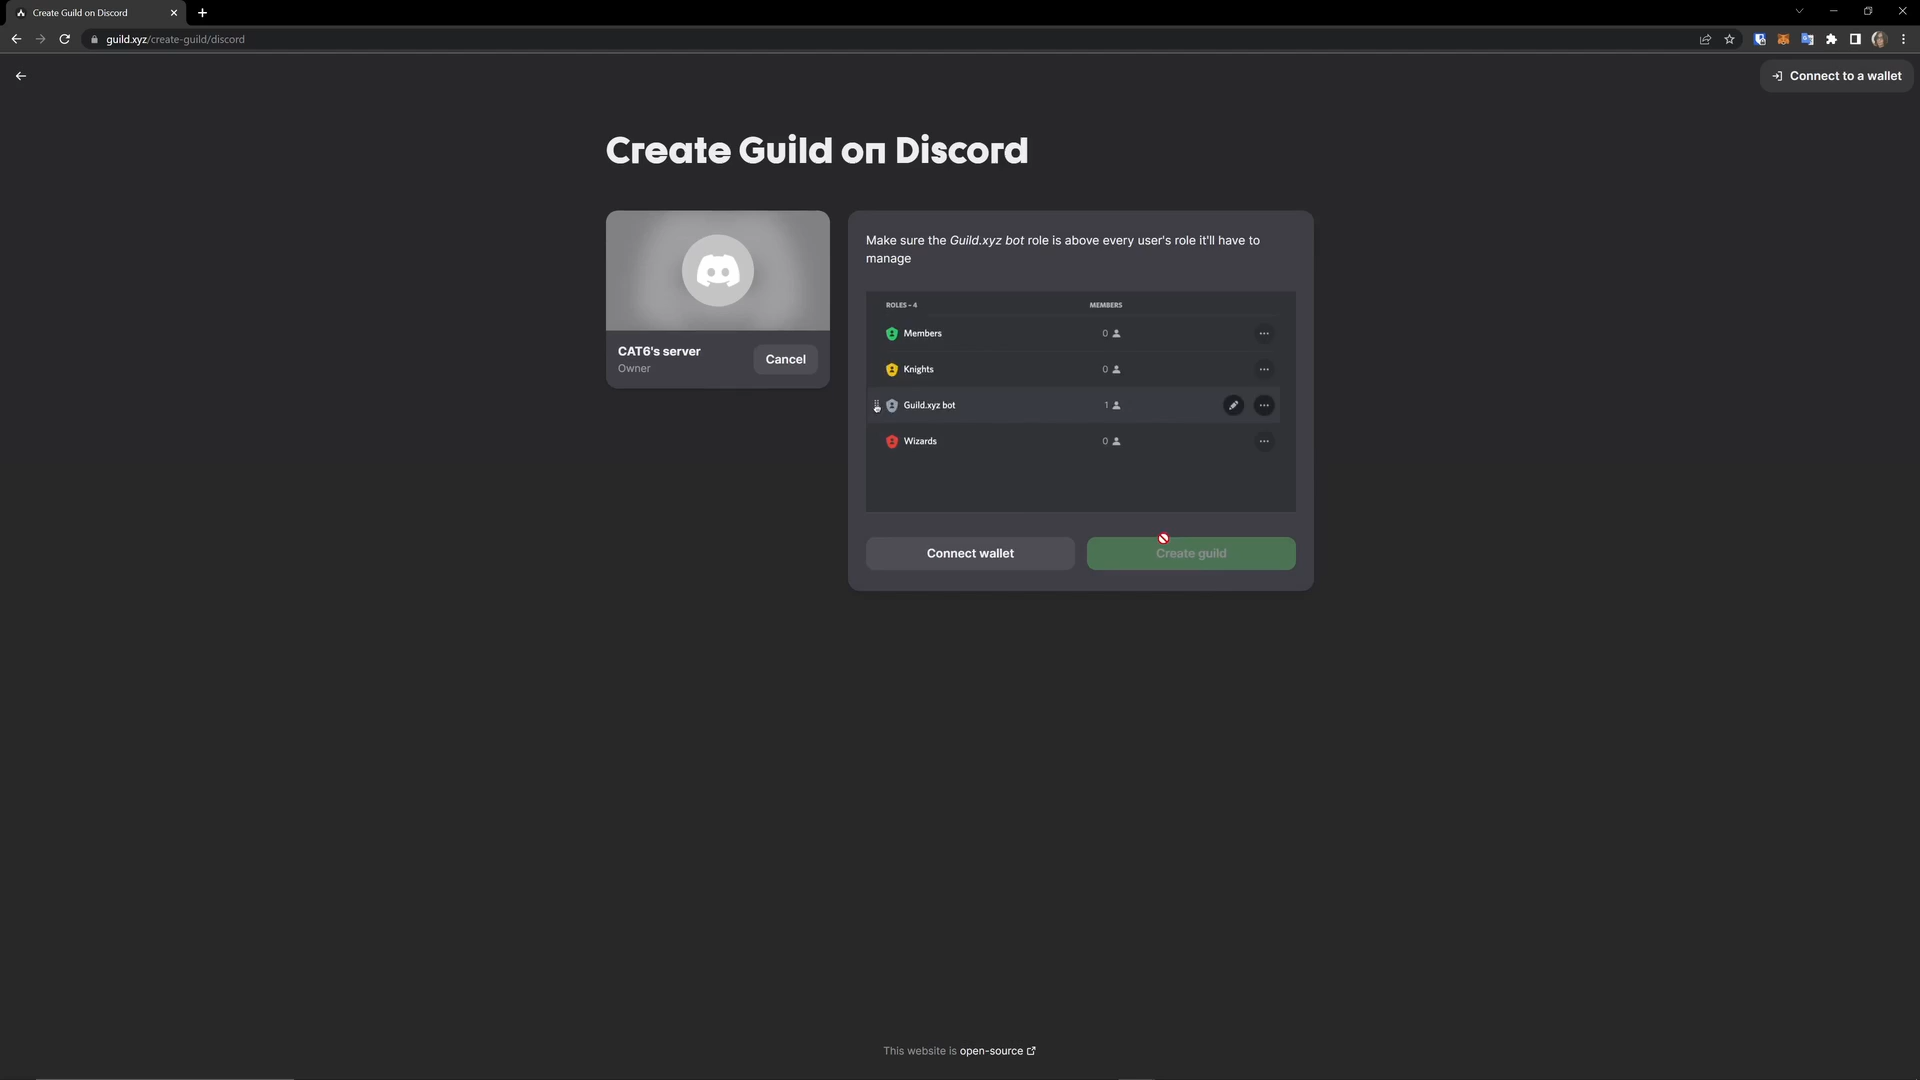 Create Guild on Discord
guild.xyz/create-guild/discord
Connect to a wallet
Create Guild on Discord
CAT6's server
Owner
Cancel
Make sure the Guild.xyz bot role is above every user's role it'll have to
manage
ROLES – 4 MEMBERS
Members 0
Knights 0
Guild.xyz bot 1
Wizards 0
Connect wallet
Create guild
This website is open-source